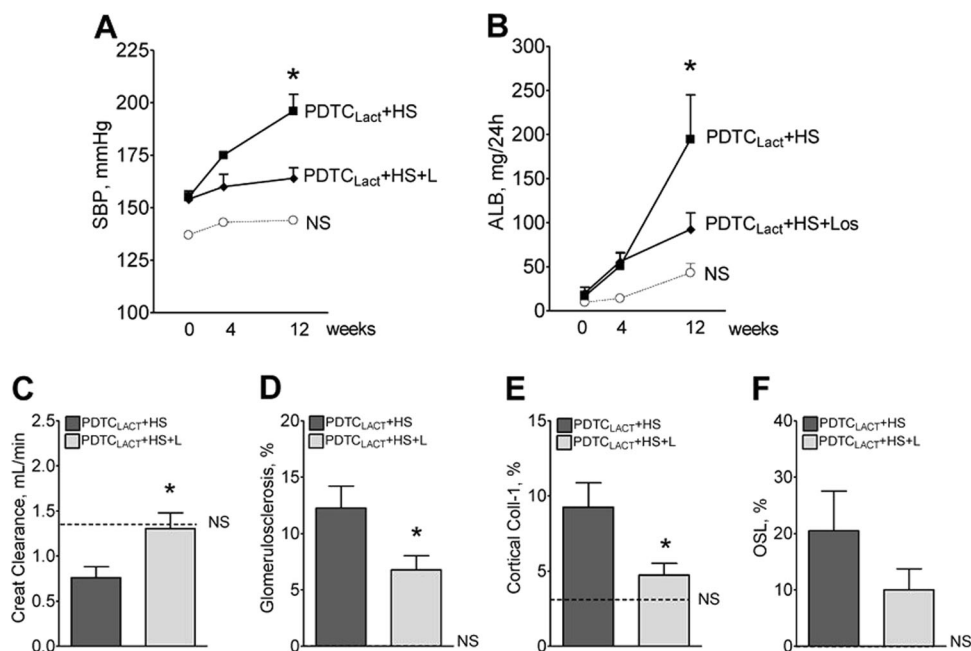 A
225
200
175
150
125
100
SBP, mmHg
*
PDTCLact+HS
PDTCLact+HS+L
NS
0 4 12 weeks
B
300
250
200
150
100
50
0
ALB, mg/24h
*
PDTCLact+HS
PDTCLact+HS+Los
NS
0 4 12 weeks
C
PDTCLACT+HS
PDTCLACT+HS+L
2.5
2.0
1.5
1.0
0.5
0.0
Creat Clearance, mL/min
*
NS
D
PDTCLACT+HS
PDTCLACT+HS+L
20
15
10
5
0
Glomerulosclerosis, %
*
NS
E
PDTCLACT+HS
PDTCLACT+HS+L
15
10
5
0
Cortical Coll-1, %
*
NS
F
PDTCLACT+HS
PDTCLACT+HS+L
40
30
20
10
0
OSL, %
NS